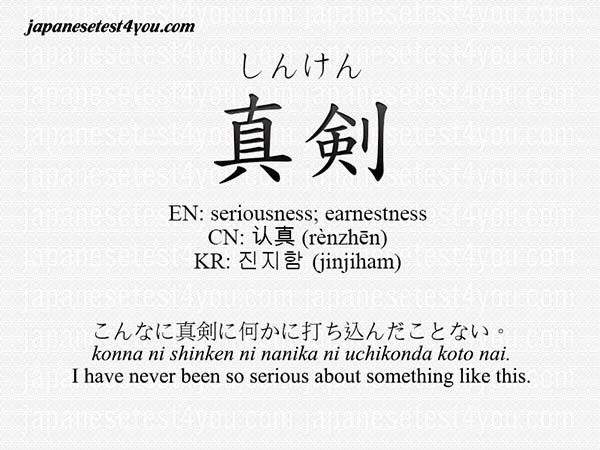 japanesetest4you.com
しんけん
真剣
EN: seriousness; earnestness
CN: 认真 (rènzhēn)
KR: 진지함 (jinjiham)
こんなに真剣に何かに打ち込んだことない。
konna ni shinken ni nanika ni uchikonda koto nai.
I have never been so serious about something like this.